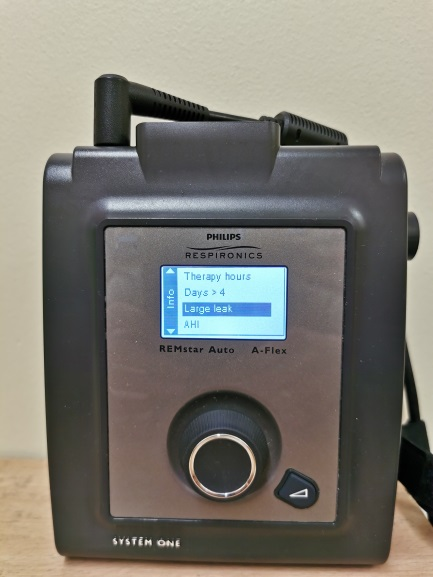 PHILIPS
RESPIRONICS
Info
Therapy hours
Days > 4
Large leak
AHI
REMstar Auto A-Flex
SYSTEM ONE